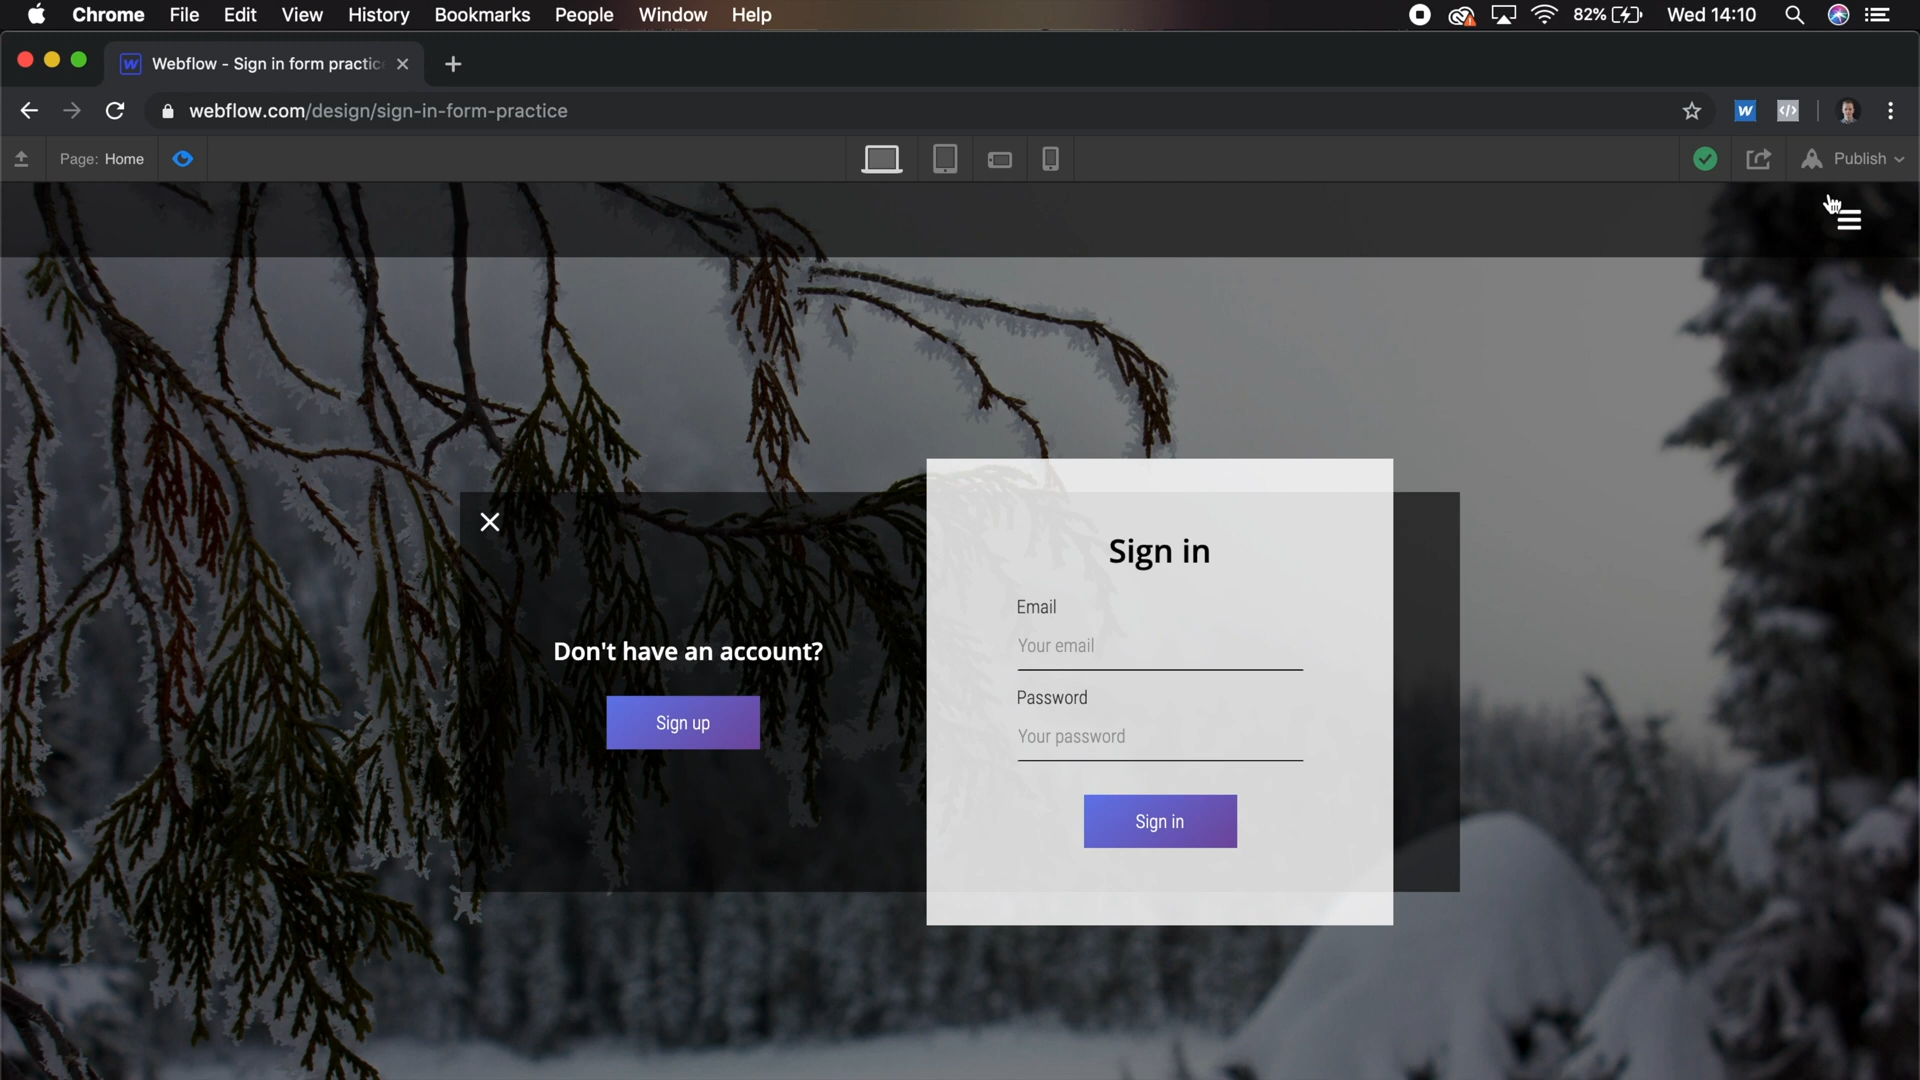 Chrome File Edit View History Bookmarks People Window Help 82% Wed 14:10
Webflow - Sign in form practic
webflow.com/design/sign-in-form-practice
Page: Home Publish
Sign in
Email
Your email
Don't have an account?
Password
Sign up
Your password
Sign in